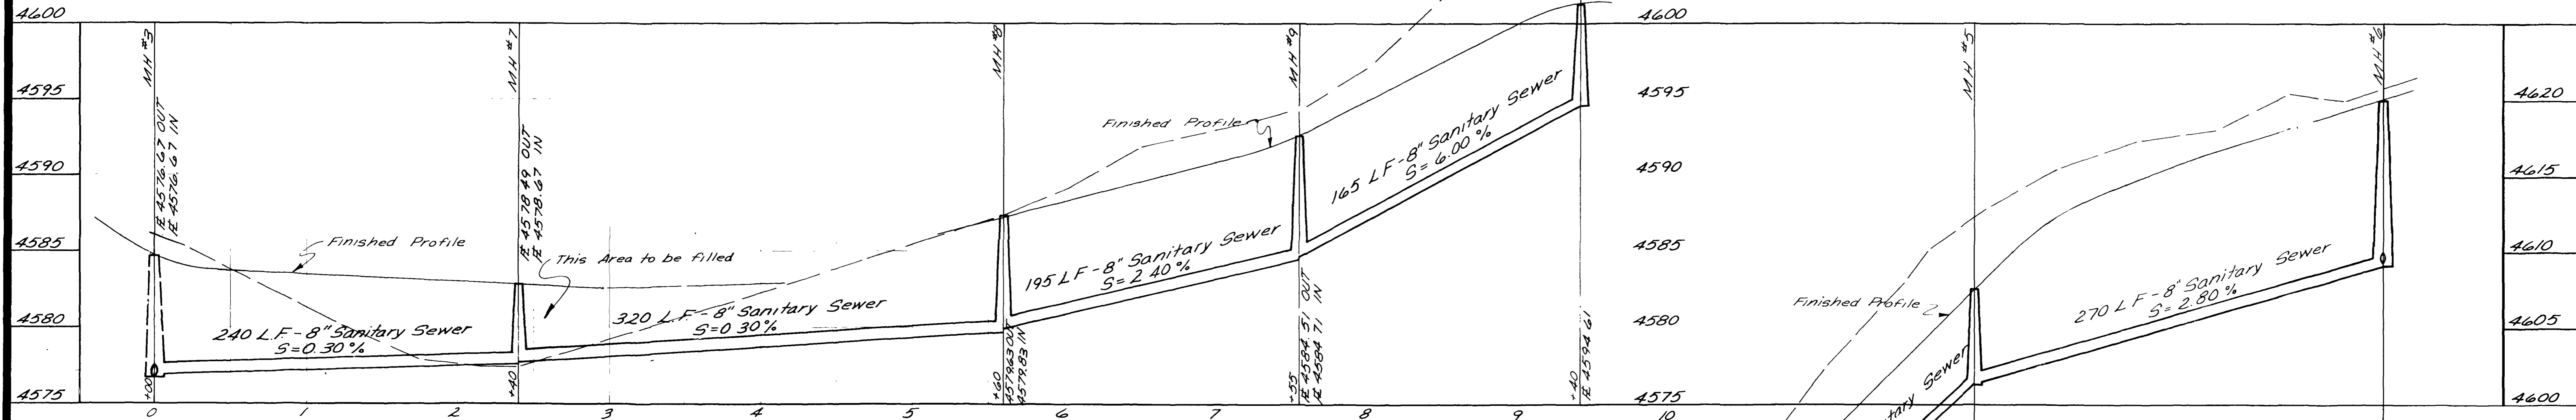 4600
4595
4590
4585
4580
4575
MH #3
IE 4576.67 OUT
IE 4576.67 IN
+00
Finished Profile
240 L.F.-8" Sanitary Sewer
S=0.30%
MH #7
IE 4578 49 OUT
IE 4578.67 IN
+40
This Area to be filled
320 L.F-8" Sanitary Sewer
S=0 30%
MH #8
+60
4579.63 OUT
4579.83 IN
195 LF-8" Sanitary Sewer
S=2 40%
Finished Profile
MH #9
+55
IE 4584.51 OUT
IE 4584 71 IN
165 LF-8" Sanitary Sewer
S=6.00%
+40
IE 4594 61
0 1 2 3 4 5 6 7 8 9 10
4600
4595
4590
4585
4580
4575
MH #5
Finished Profile
Sewer
270 LF-8" Sanitary Sewer
S=2.80%
MH #6
4620
4615
4610
4605
4600